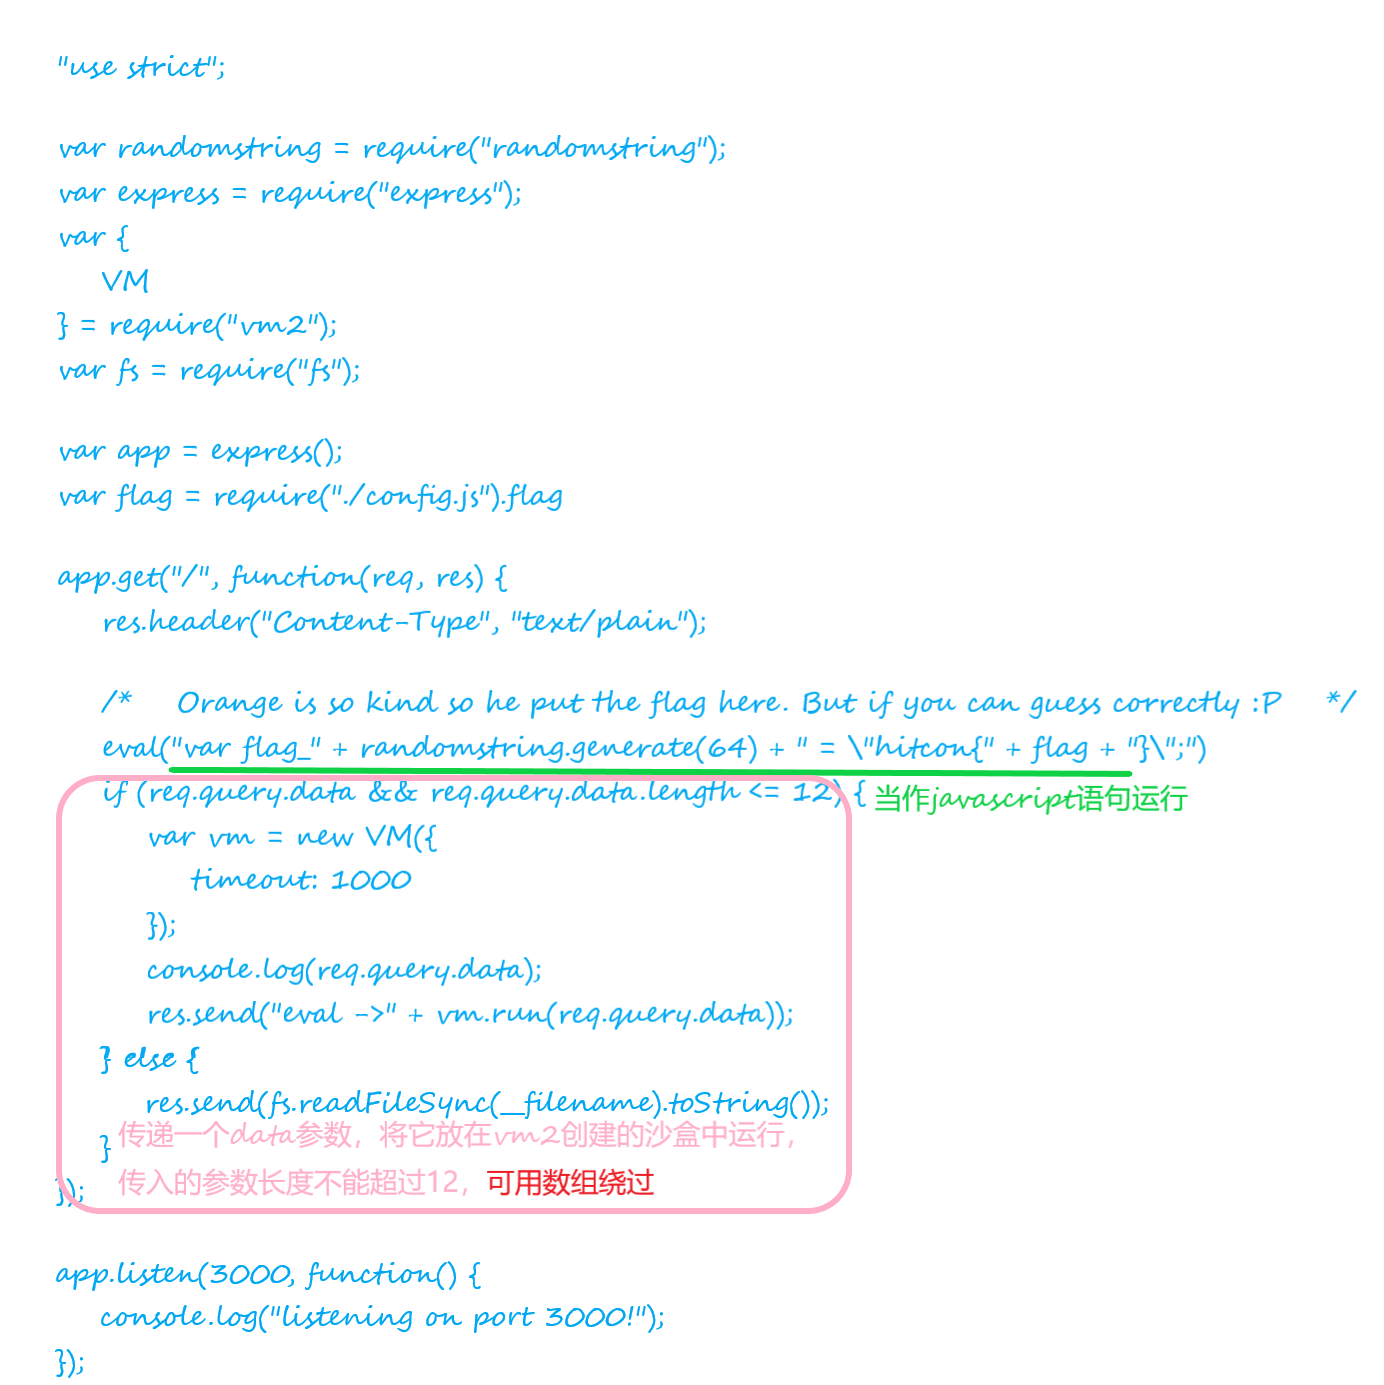 "use strict";

var randomstring = require("randomstring");
var express = require("express");
var {
    VM
} = require("vm2");
var fs = require("fs");

var app = express();
var flag = require("./config.js").flag

app.get("/", function(req, res) {
    res.header("Content-Type", "text/plain");

    /*    Orange is so kind so he put the flag here. But if you can guess correctly :P    */
    eval("var flag_" + randomstring.generate(64) + " = \"hitcon{" + flag + "}\";")
    if (req.query.data && req.query.data.length <= 12) { 当作javascript语句运行
        var vm = new VM({
            timeout: 1000
        });
        console.log(req.query.data);
        res.send("eval ->" + vm.run(req.query.data));
    } else {
        res.send(fs.readFileSync(__filename).toString());
传递一个data参数，将它放在vm2创建的沙盒中运行，
    }
传入的参数长度不能超过12，可用数组绕过
});

app.listen(3000, function() {
    console.log("listening on port 3000!");
});